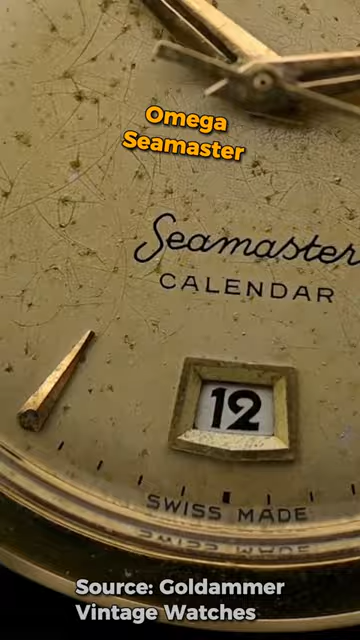 Omega
Seamaster
Seamaster
CALENDAR
12
SWISS MADE
Source: Goldammer
Vintage Watches